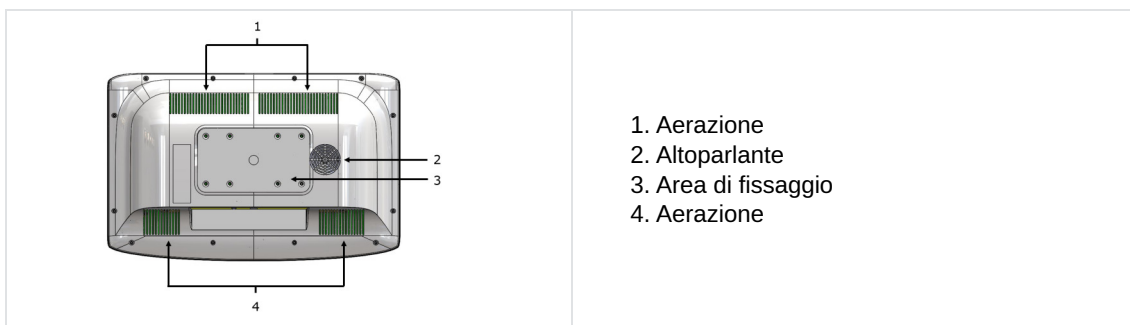 1
2
3
4
1. Aerazione
2. Altoparlante
3. Area di fissaggio
4. Aerazione